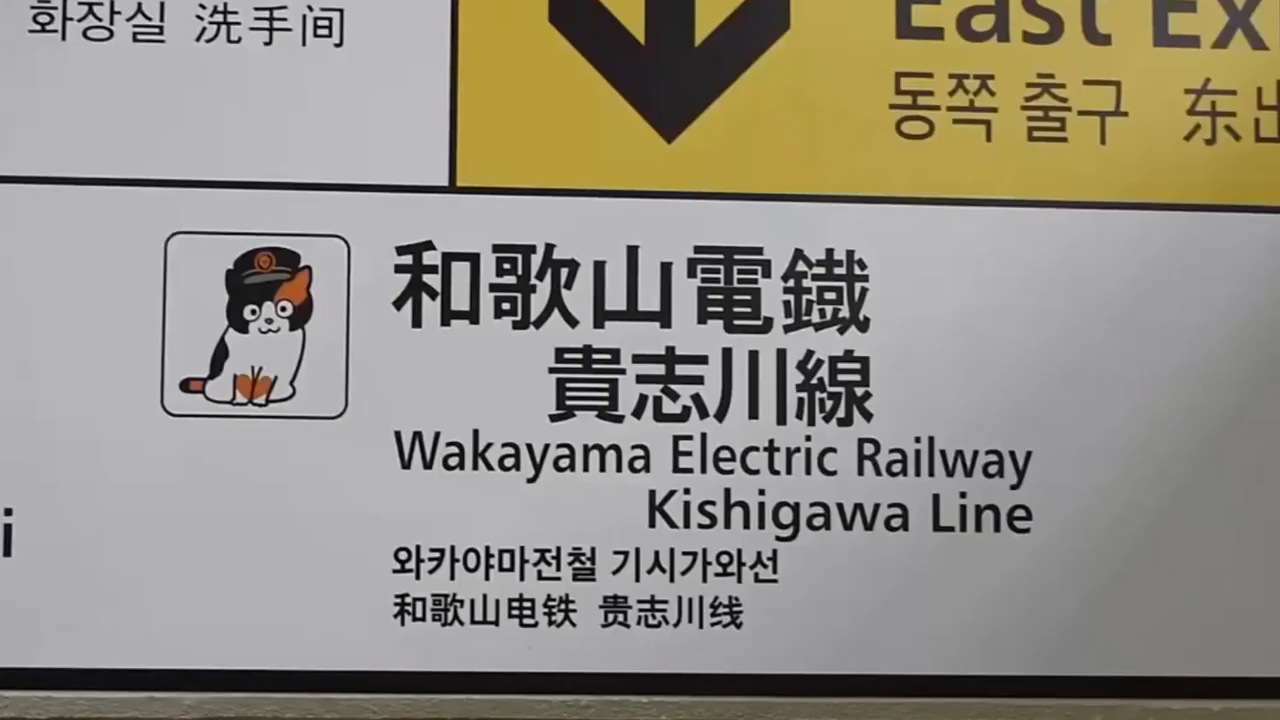 화장실 洗手间
East Ex
동쪽 출구 东出
和歌山電鐵
貴志川線
Wakayama Electric Railway
Kishigawa Line
와카야마전철 기시가와선
和歌山电铁 贵志川线
i